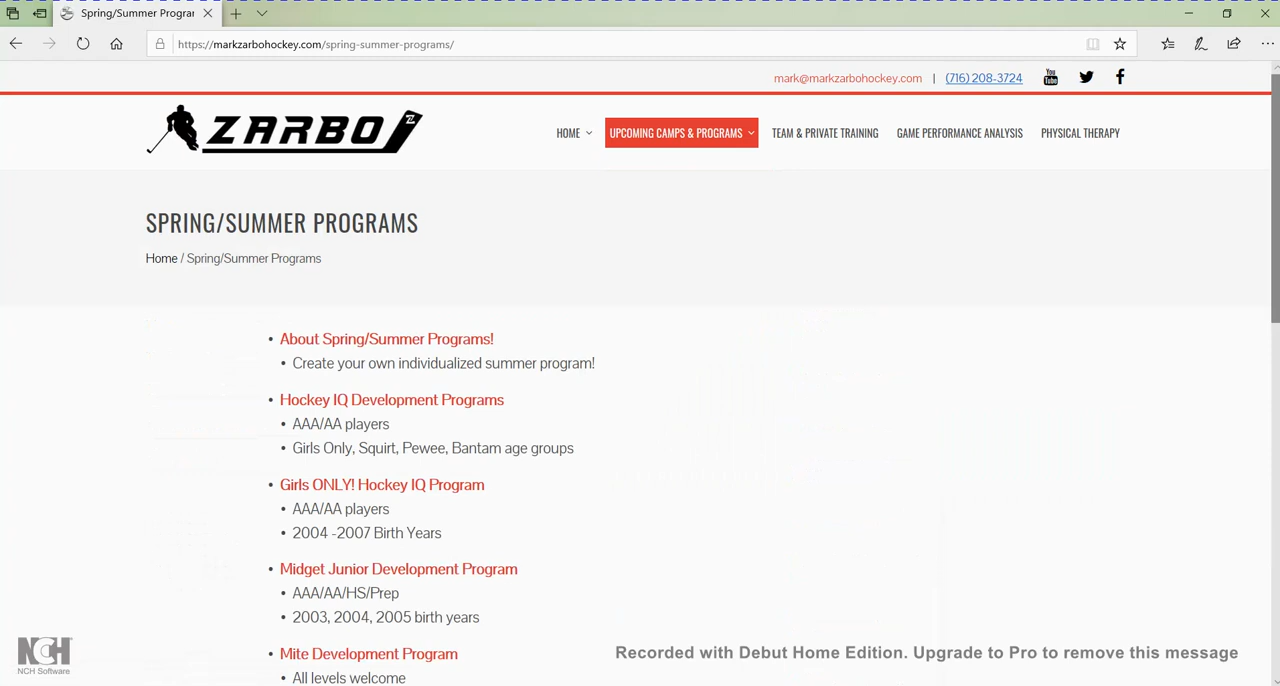 Spring/Summer Program
https://markzarbohockey.com/spring-summer-programs/
mark@markzarbohockey.com | (716) 208-3724 You Tube
ZARBO Z
HOME UPCOMING CAMPS & PROGRAMS TEAM & PRIVATE TRAINING GAME PERFORMANCE ANALYSIS PHYSICAL THERAPY
SPRING/SUMMER PROGRAMS
Home / Spring/Summer Programs
• About Spring/Summer Programs!
• Create your own individualized summer program!
• Hockey IQ Development Programs
• AAA/AA players
• Girls Only, Squirt, Pewee, Bantam age groups
• Girls ONLY! Hockey IQ Program
• AAA/AA players
• 2004 -2007 Birth Years
• Midget Junior Development Program
• AAA/AA/HS/Prep
• 2003, 2004, 2005 birth years
• Mite Development Program
• All levels welcome
NCH
NCH Software
Recorded with Debut Home Edition. Upgrade to Pro to remove this message